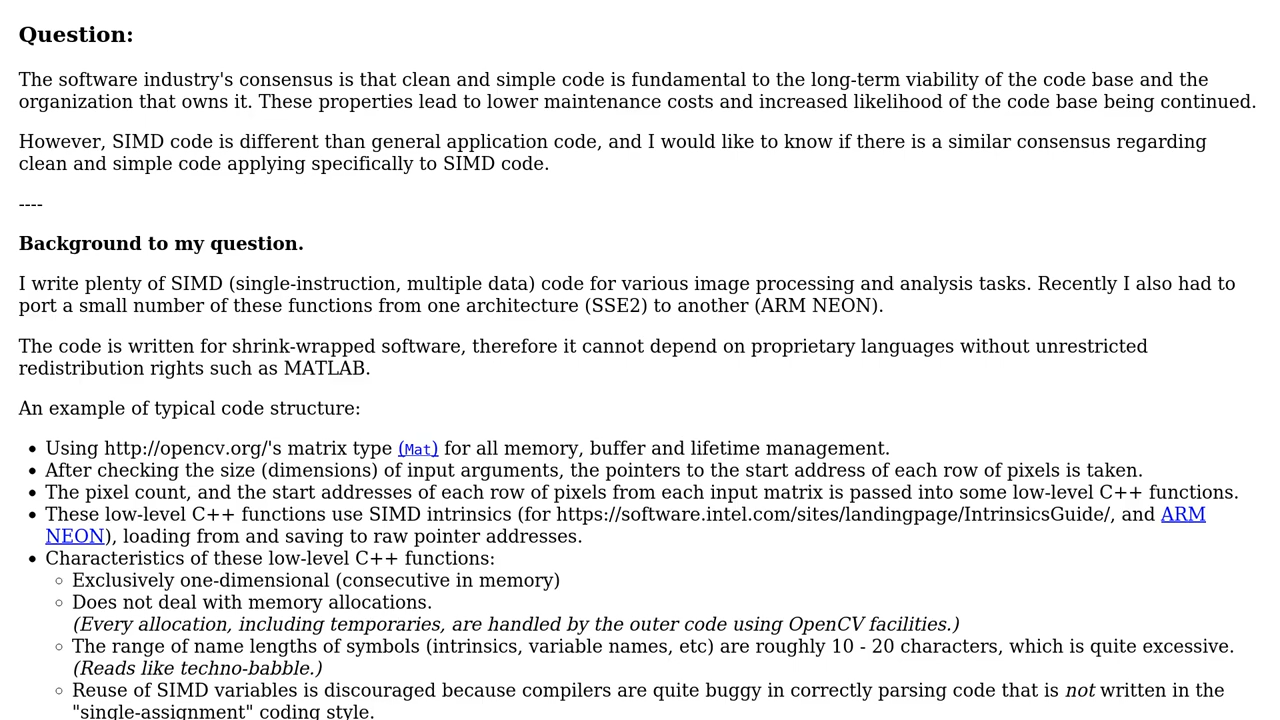 Question:
The software industry's consensus is that clean and simple code is fundamental to the long-term viability of the code base and the
organization that owns it. These properties lead to lower maintenance costs and increased likelihood of the code base being continued.
However, SIMD code is different than general application code, and I would like to know if there is a similar consensus regarding
clean and simple code applying specifically to SIMD code.
----
Background to my question.
I write plenty of SIMD (single-instruction, multiple data) code for various image processing and analysis tasks. Recently I also had to
port a small number of these functions from one architecture (SSE2) to another (ARM NEON).
The code is written for shrink-wrapped software, therefore it cannot depend on proprietary languages without unrestricted
redistribution rights such as MATLAB.
An example of typical code structure:
• Using http://opencv.org/'s matrix type (Mat) for all memory, buffer and lifetime management.
• After checking the size (dimensions) of input arguments, the pointers to the start address of each row of pixels is taken.
• The pixel count, and the start addresses of each row of pixels from each input matrix is passed into some low-level C++ functions.
• These low-level C++ functions use SIMD intrinsics (for https://software.intel.com/sites/landingpage/IntrinsicsGuide/, and ARM
NEON), loading from and saving to raw pointer addresses.
• Characteristics of these low-level C++ functions:
◦ Exclusively one-dimensional (consecutive in memory)
◦ Does not deal with memory allocations.
(Every allocation, including temporaries, are handled by the outer code using OpenCV facilities.)
◦ The range of name lengths of symbols (intrinsics, variable names, etc) are roughly 10 - 20 characters, which is quite excessive.
(Reads like techno-babble.)
◦ Reuse of SIMD variables is discouraged because compilers are quite buggy in correctly parsing code that is not written in the
"single-assignment" coding style.